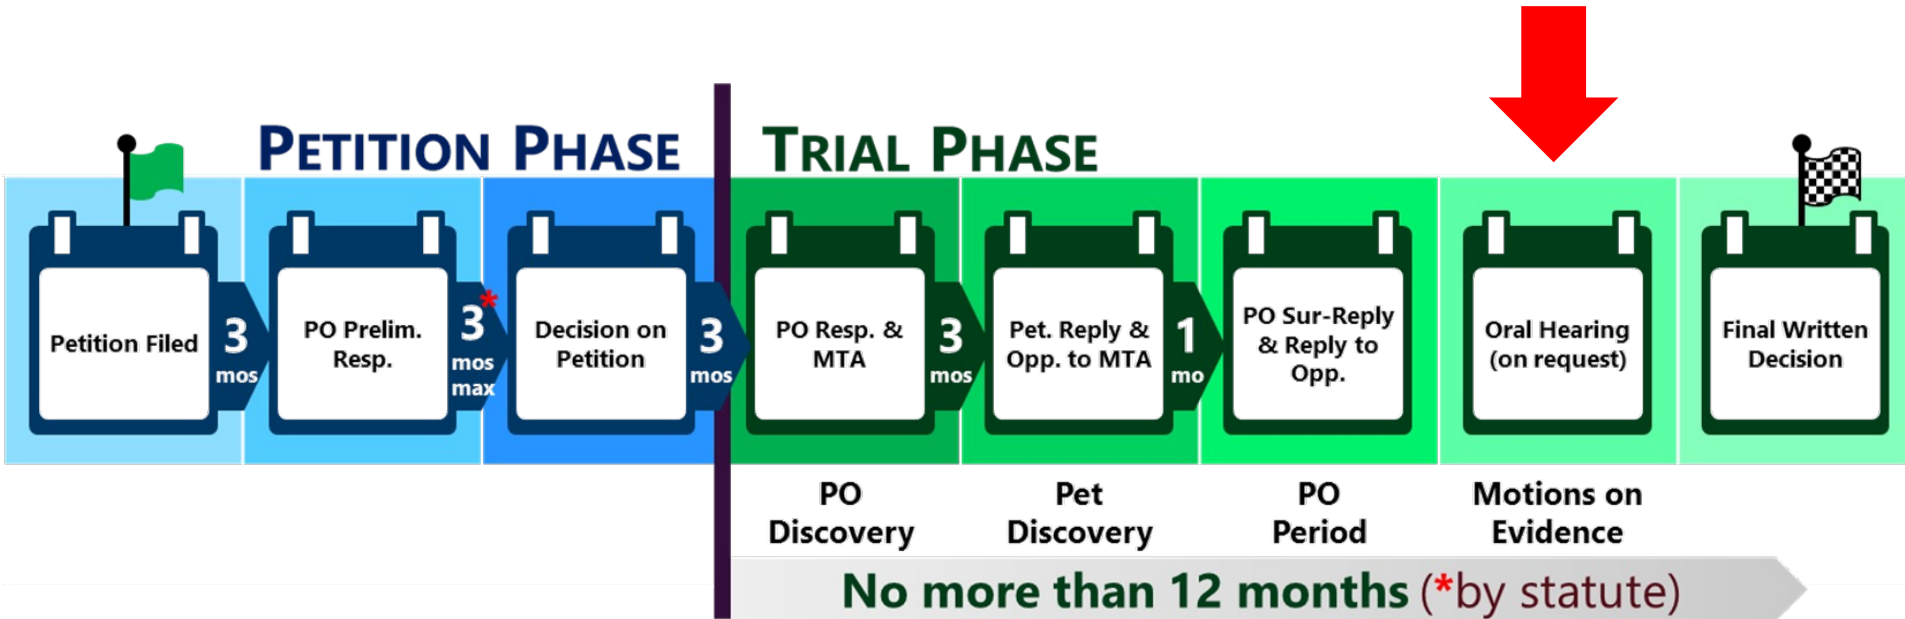 PETITION PHASE
TRIAL PHASE
Petition Filed
3
mos
PO Prelim.
Resp.
3*
mos
max
Decision on
Petition
3
mos
PO Resp. &
MTA
3
mos
Pet. Reply &
Opp. to MTA
1
mo
PO Sur-Reply
& Reply to
Opp.
Oral Hearing
(on request)
Final Written
Decision
PO
Discovery
Pet
Discovery
PO
Period
Motions on
Evidence
No more than 12 months (*by statute)